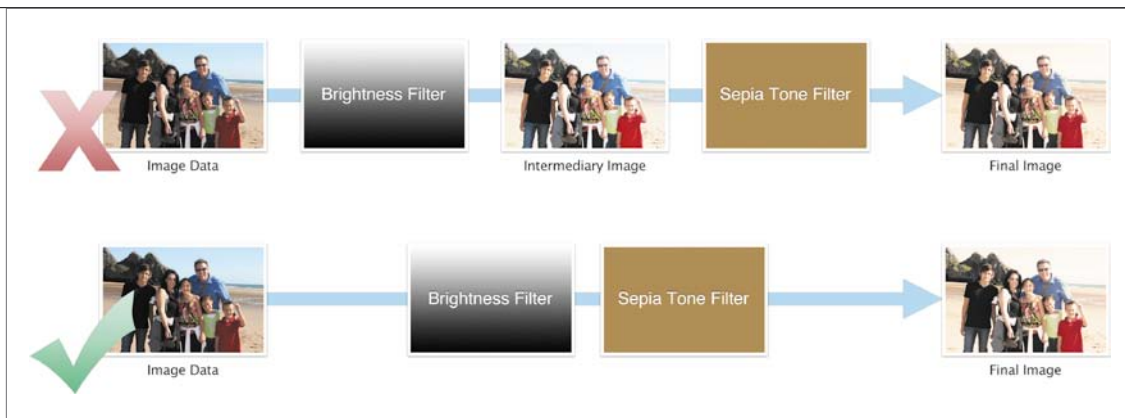 Brightness Filter
Sepia Tone Filter
Image Data
Intermediary Image
Final Image
Brightness Filter
Sepia Tone Filter
Image Data
Final Image